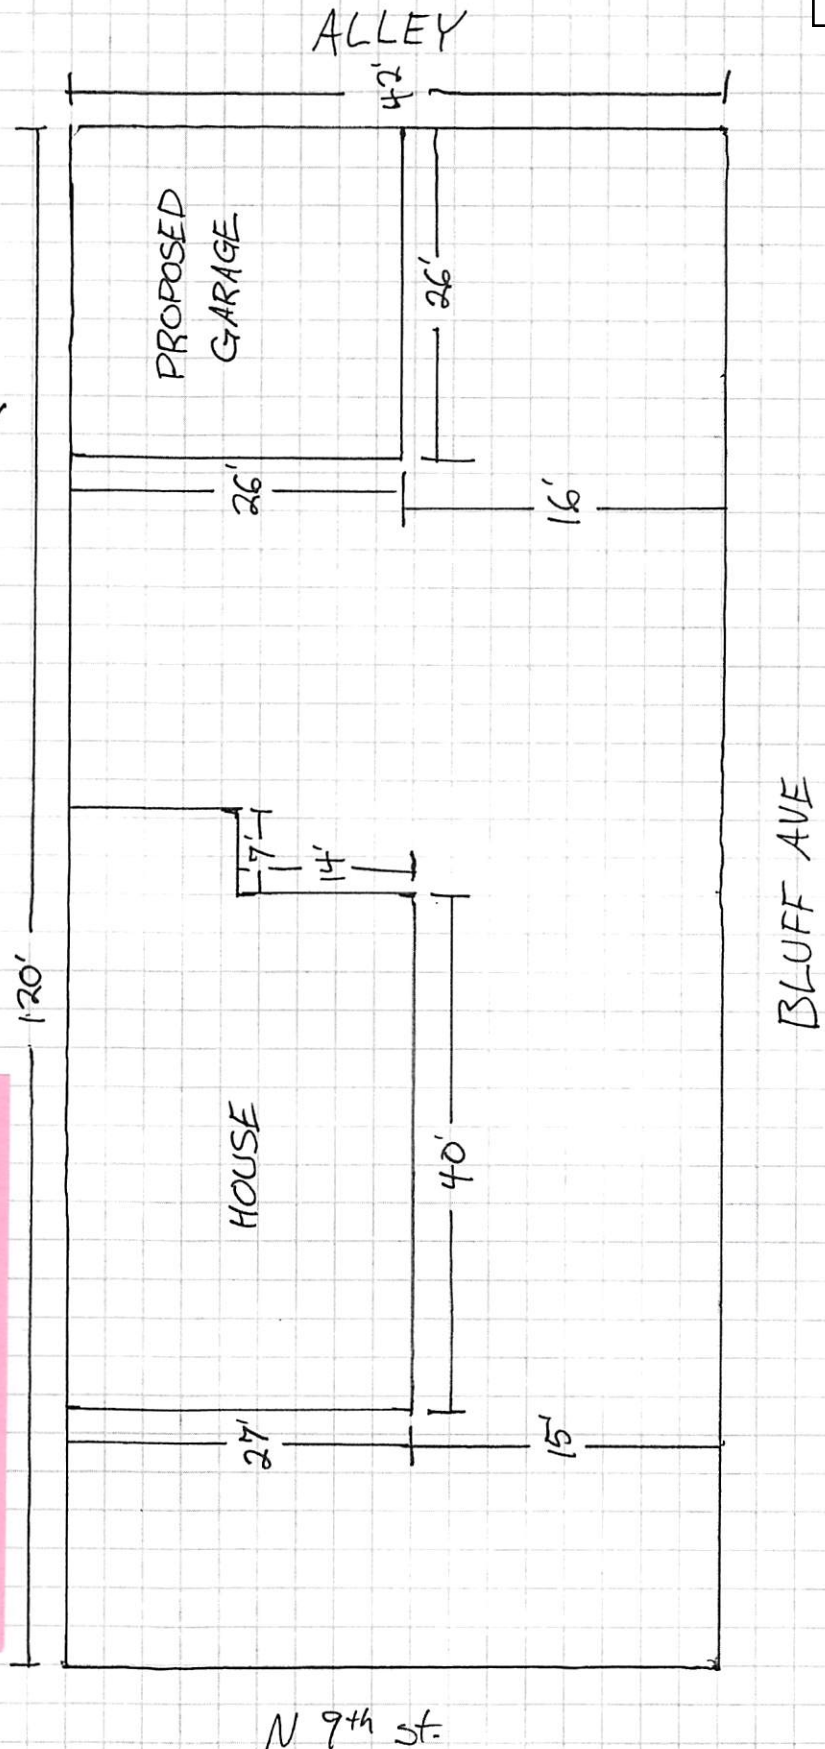 ALLEY
42'
PROPOSED
GARAGE
26'
26'
16'
7'
14'
120'
BLUFF AVE
HOUSE
40'
27'
15'
N 9th st.